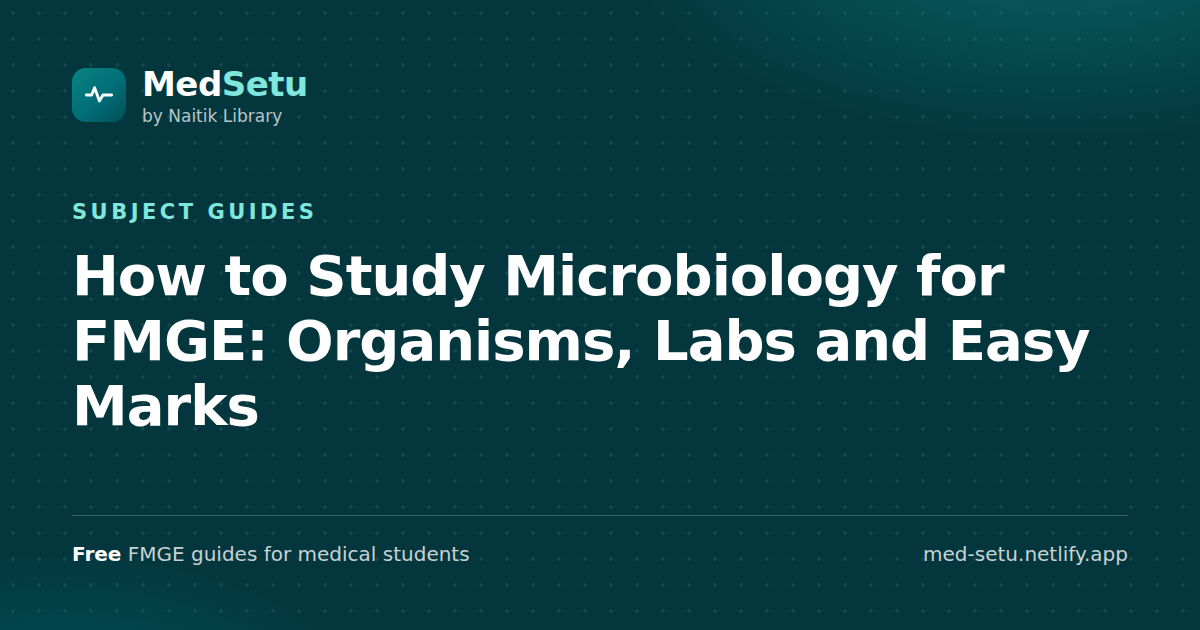 MedSetu
by Naitik Library
SUBJECT GUIDES
How to Study Microbiology for
FMGE: Organisms, Labs and Easy
Marks
Free FMGE guides for medical students
med-setu.netlify.app